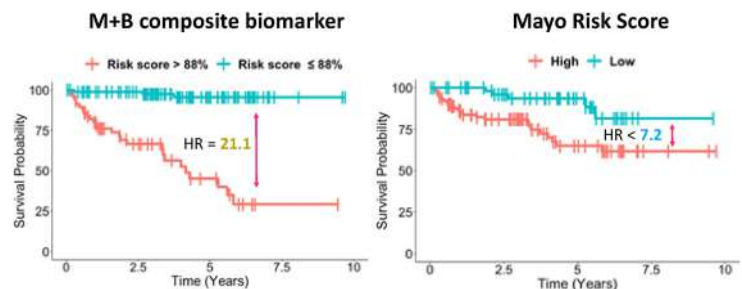 M+B composite biomarker
Risk score > 88% Risk score ≤ 88%
Survival Probability
100
75
50
25
0
HR = 21.1
0 2.5 5 7.5 10
Time (Years)
Mayo Risk Score
High Low
Survival Probability
100
75
50
25
0
HR < 7.2
0 2.5 5 7.5 10
Time (Years)